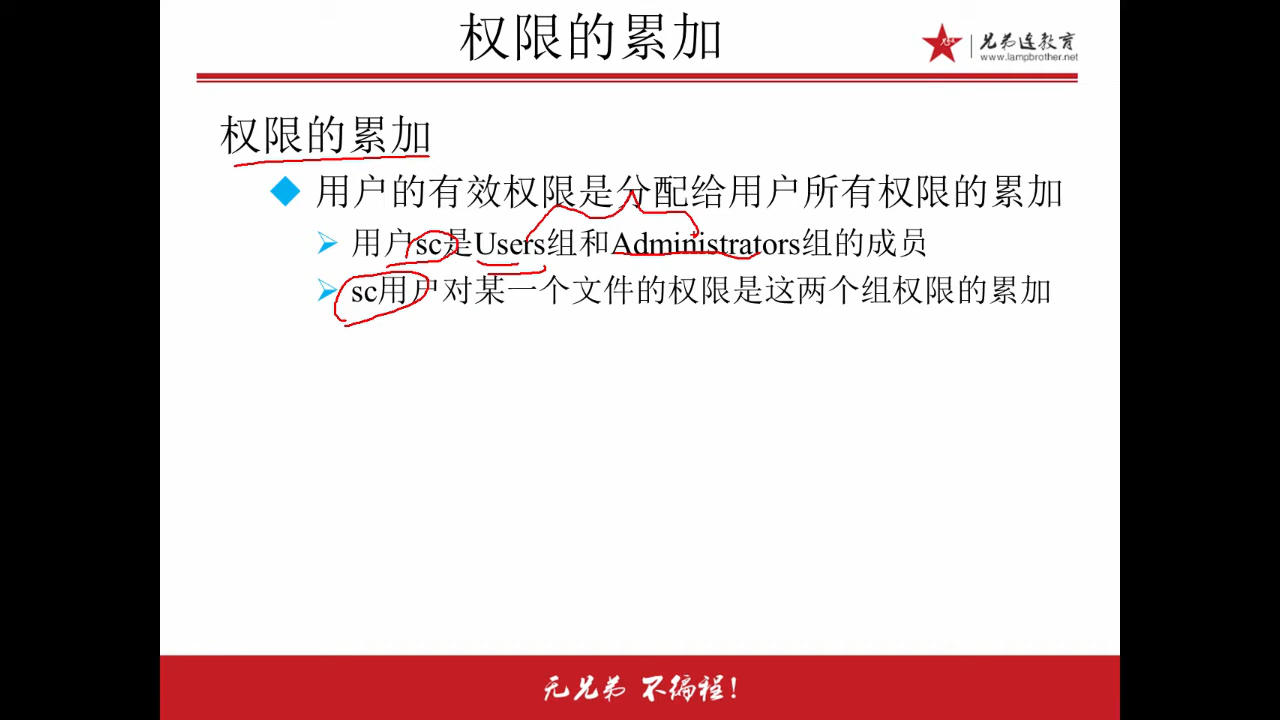 权限的累加
兄弟连教育
www.lampbrother.net
权限的累加
用户的有效权限是分配给用户所有权限的累加
用户sc是Users组和Administrators组的成员
sc用户对某一个文件的权限是这两个组权限的累加
无兄弟 不编程!